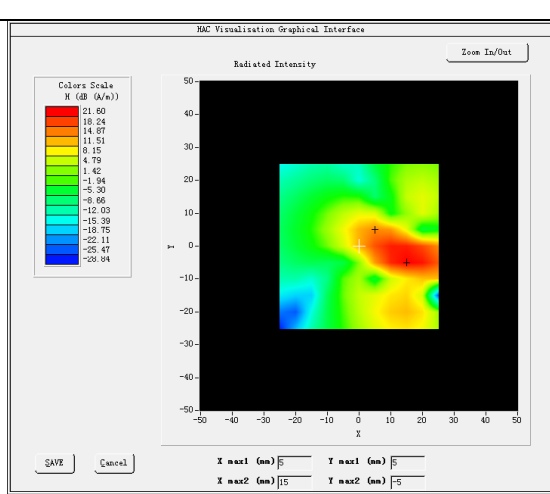 HAC Visualisation Graphical Interface
Zoom In/Out
Radiated Intensity
Colors Scale
H (dB (A/m))
21.60
18.24
14.87
11.51
8.15
4.79
1.42
-1.94
-5.30
-8.66
-12.03
-15.39
-18.75
-22.11
-25.47
-28.84
50
40
30
20
10
0
-10
-20
-30
-40
-50
Y
-50 -40 -30 -20 -10 0 10 20 30 40 50
X
SAVE Cancel
X max1 (mm) 5 Y max1 (mm) 5
X max2 (mm) 15 Y max2 (mm) -5